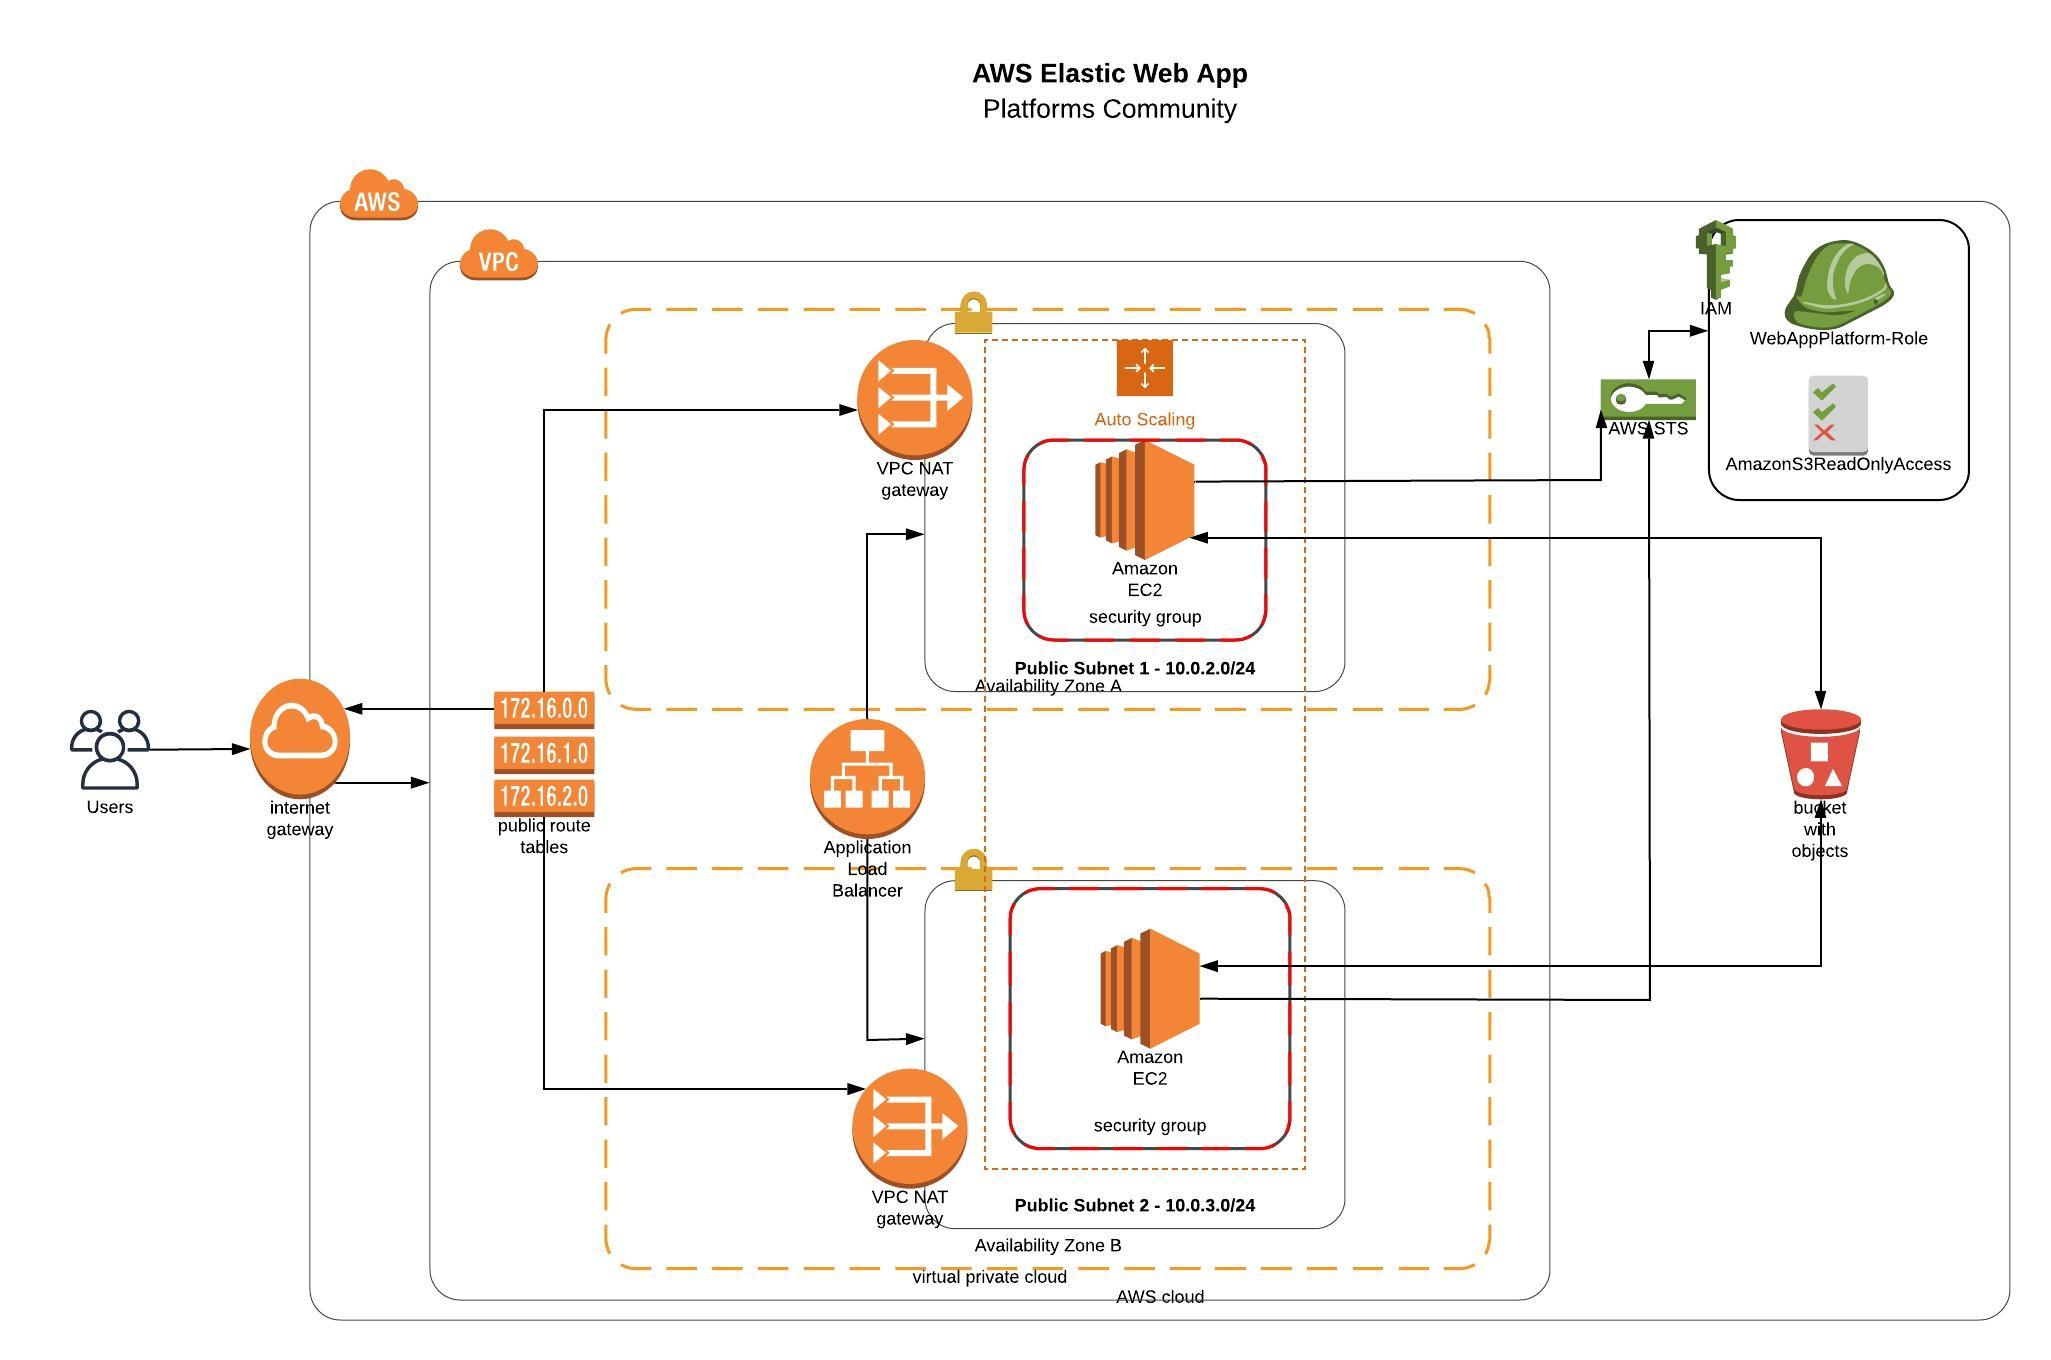 AWS Elastic Web App
Platforms Community
AWS
VPC
IAM
WebAppPlatform-Role
AWS STS
AmazonS3ReadOnlyAccess
Auto Scaling
VPC NAT
gateway
Amazon
EC2
security group
Public Subnet 1 - 10.0.2.0/24
Availability Zone A
172.16.0.0
172.16.1.0
172.16.2.0
public route
tables
Users
internet
gateway
Application
Load
Balancer
bucket
with
objects
Amazon
EC2
security group
VPC NAT
gateway
Public Subnet 2 - 10.0.3.0/24
Availability Zone B
virtual private cloud
AWS cloud